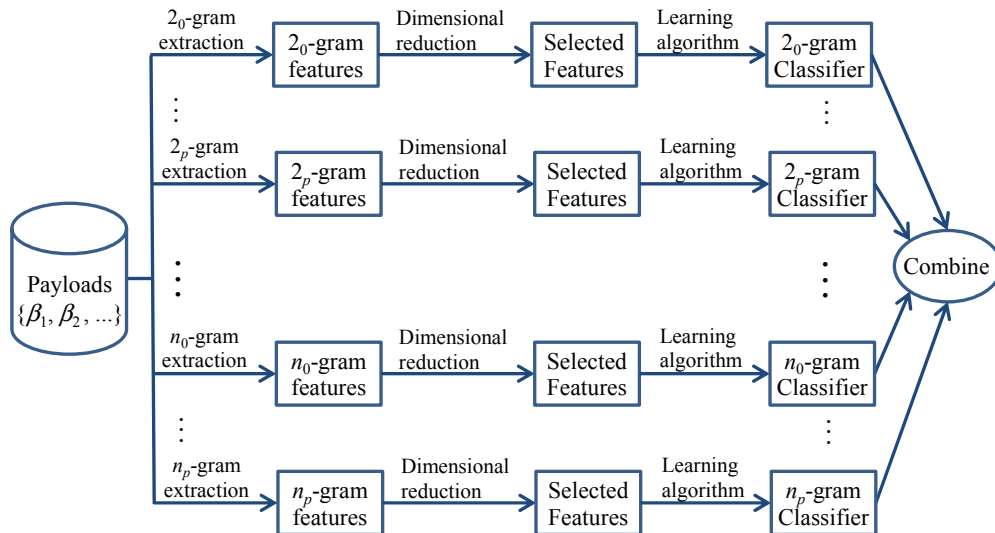 2₀-gram
extraction
2₀-gram
features
Dimensional
reduction
Selected
Features
Learning
algorithm
2₀-gram
Classifier
2ₚ-gram
extraction
2ₚ-gram
features
Dimensional
reduction
Selected
Features
Learning
algorithm
2ₚ-gram
Classifier
Payloads
{β₁, β₂, ...}
Combine
n₀-gram
extraction
n₀-gram
features
Dimensional
reduction
Selected
Features
Learning
algorithm
n₀-gram
Classifier
nₚ-gram
extraction
nₚ-gram
features
Dimensional
reduction
Selected
Features
Learning
algorithm
nₚ-gram
Classifier